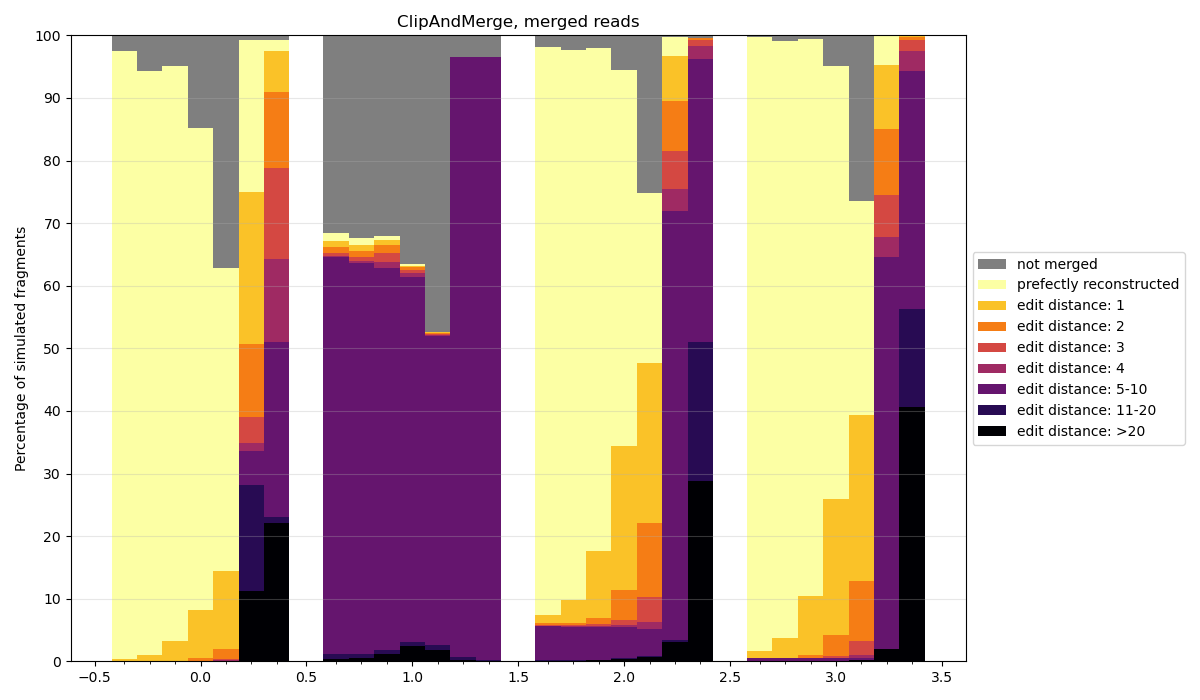 ClipAndMerge, merged reads
Percentage of simulated fragments
100
90
80
70
60
50
40
30
20
10
0
−0.5
0.0
0.5
1.0
1.5
2.0
2.5
3.0
3.5
not merged
prefectly reconstructed
edit distance: 1
edit distance: 2
edit distance: 3
edit distance: 4
edit distance: 5-10
edit distance: 11-20
edit distance: >20